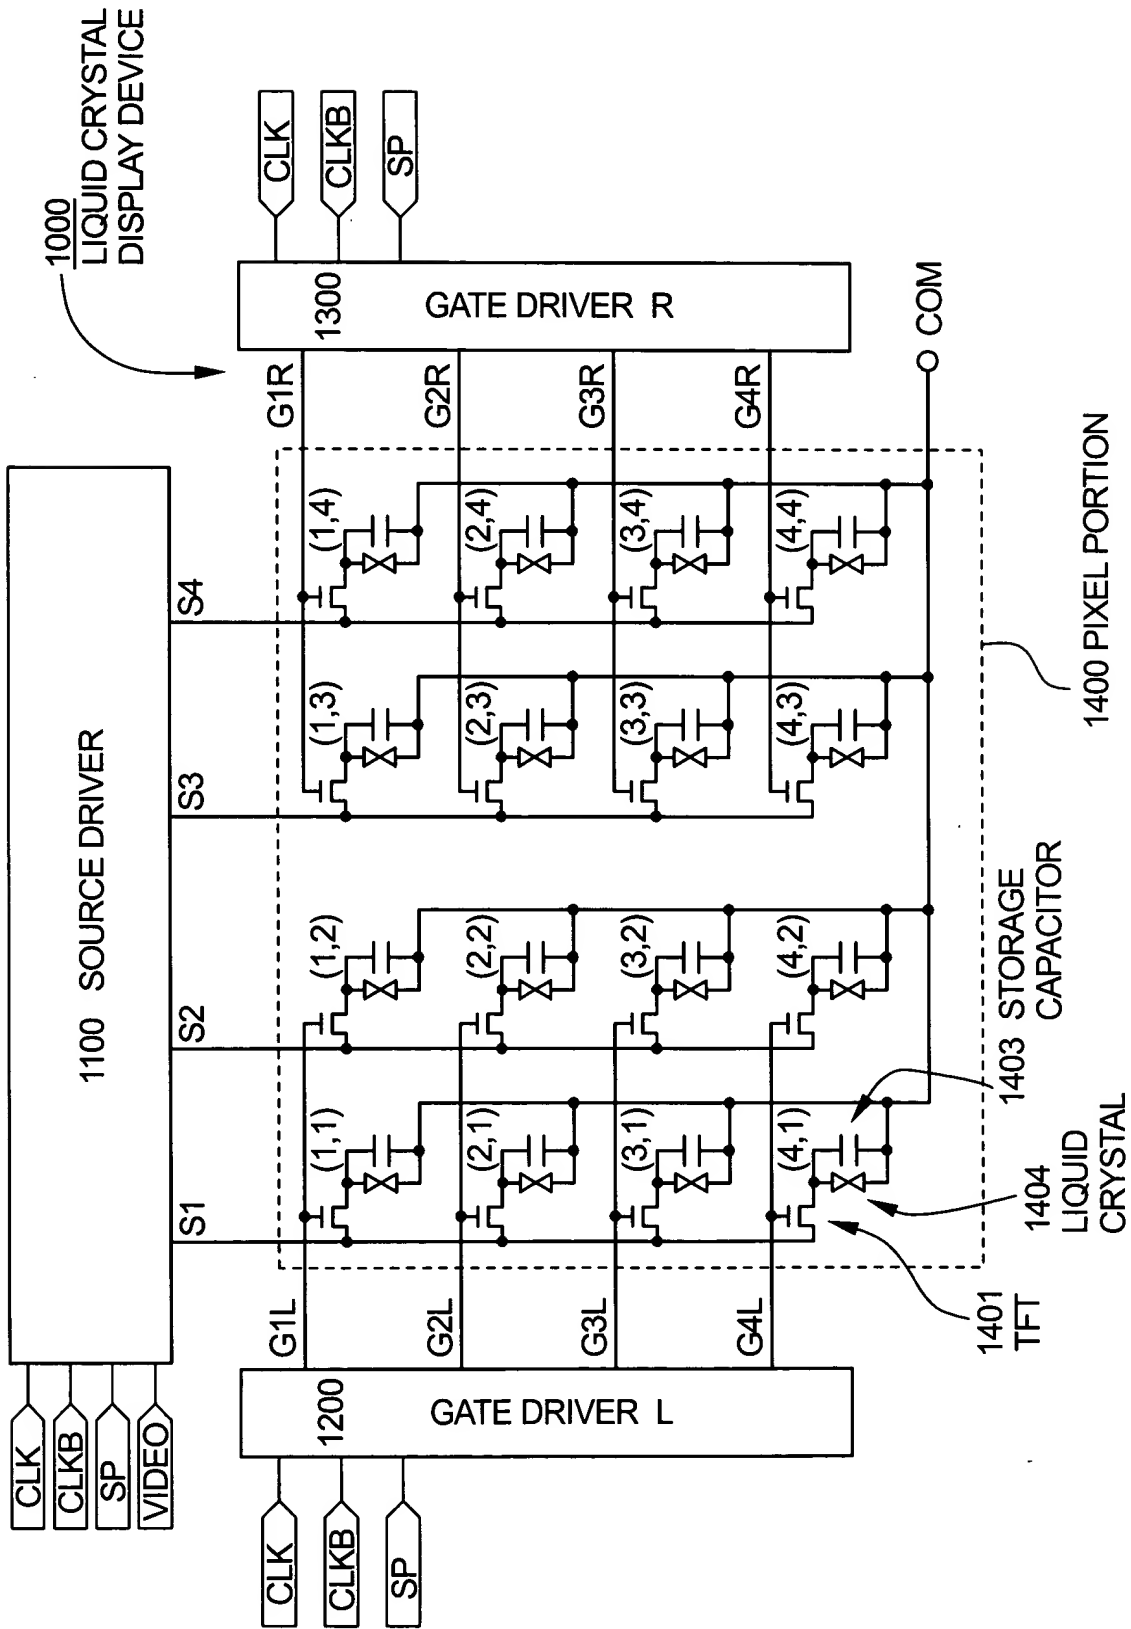 1000
LIQUID CRYSTAL
DISPLAY DEVICE
CLK
CLKB
SP
VIDEO
1100 SOURCE DRIVER
S1
S2
S3
S4
CLK
CLKB
SP
1200
GATE DRIVER L
G1L
G2L
G3L
G4L
(1,1)
(1,2)
(1,3)
(1,4)
(2,1)
(2,2)
(2,3)
(2,4)
(3,1)
(3,2)
(3,3)
(3,4)
(4,1)
(4,2)
(4,3)
(4,4)
G1R
G2R
G3R
G4R
1300
GATE DRIVER R
CLK
CLKB
SP
COM
1401
TFT
1404
LIQUID
CRYSTAL
1403 STORAGE
CAPACITOR
1400 PIXEL PORTION